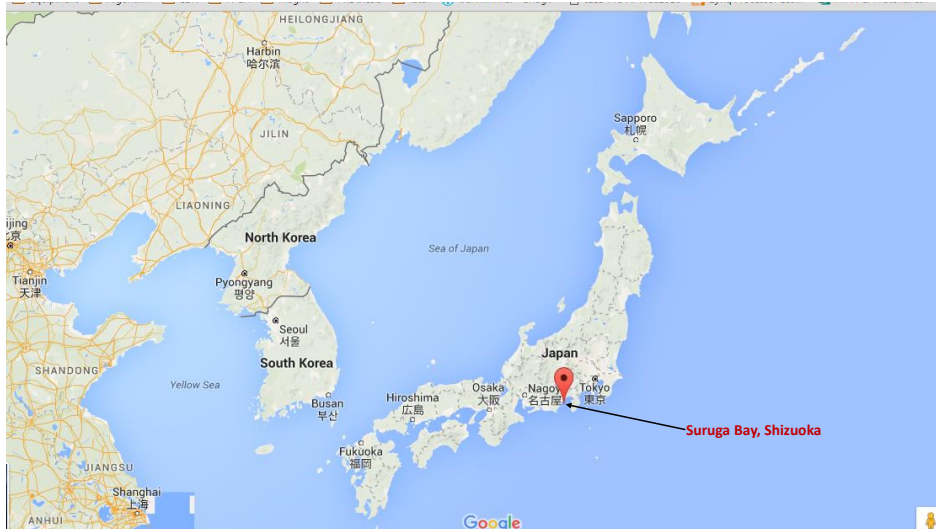 HEILONGJIANG
Harbin
哈尔滨
JILIN
LIAONING
ijing
京
Tianjin
天津
North Korea
Pyongyang
평양
Seoul
서울
South Korea
SHANDONG
Yellow Sea
Busan
부산
Sea of Japan
Sapporo
札幌
Japan
Nagoy
名古屋
Tokyo
東京
Osaka
大阪
Hiroshima
広島
Fukuoka
福岡
Suruga Bay, Shizuoka
JIANGSU
Shanghai
上海
ANHUI
Google